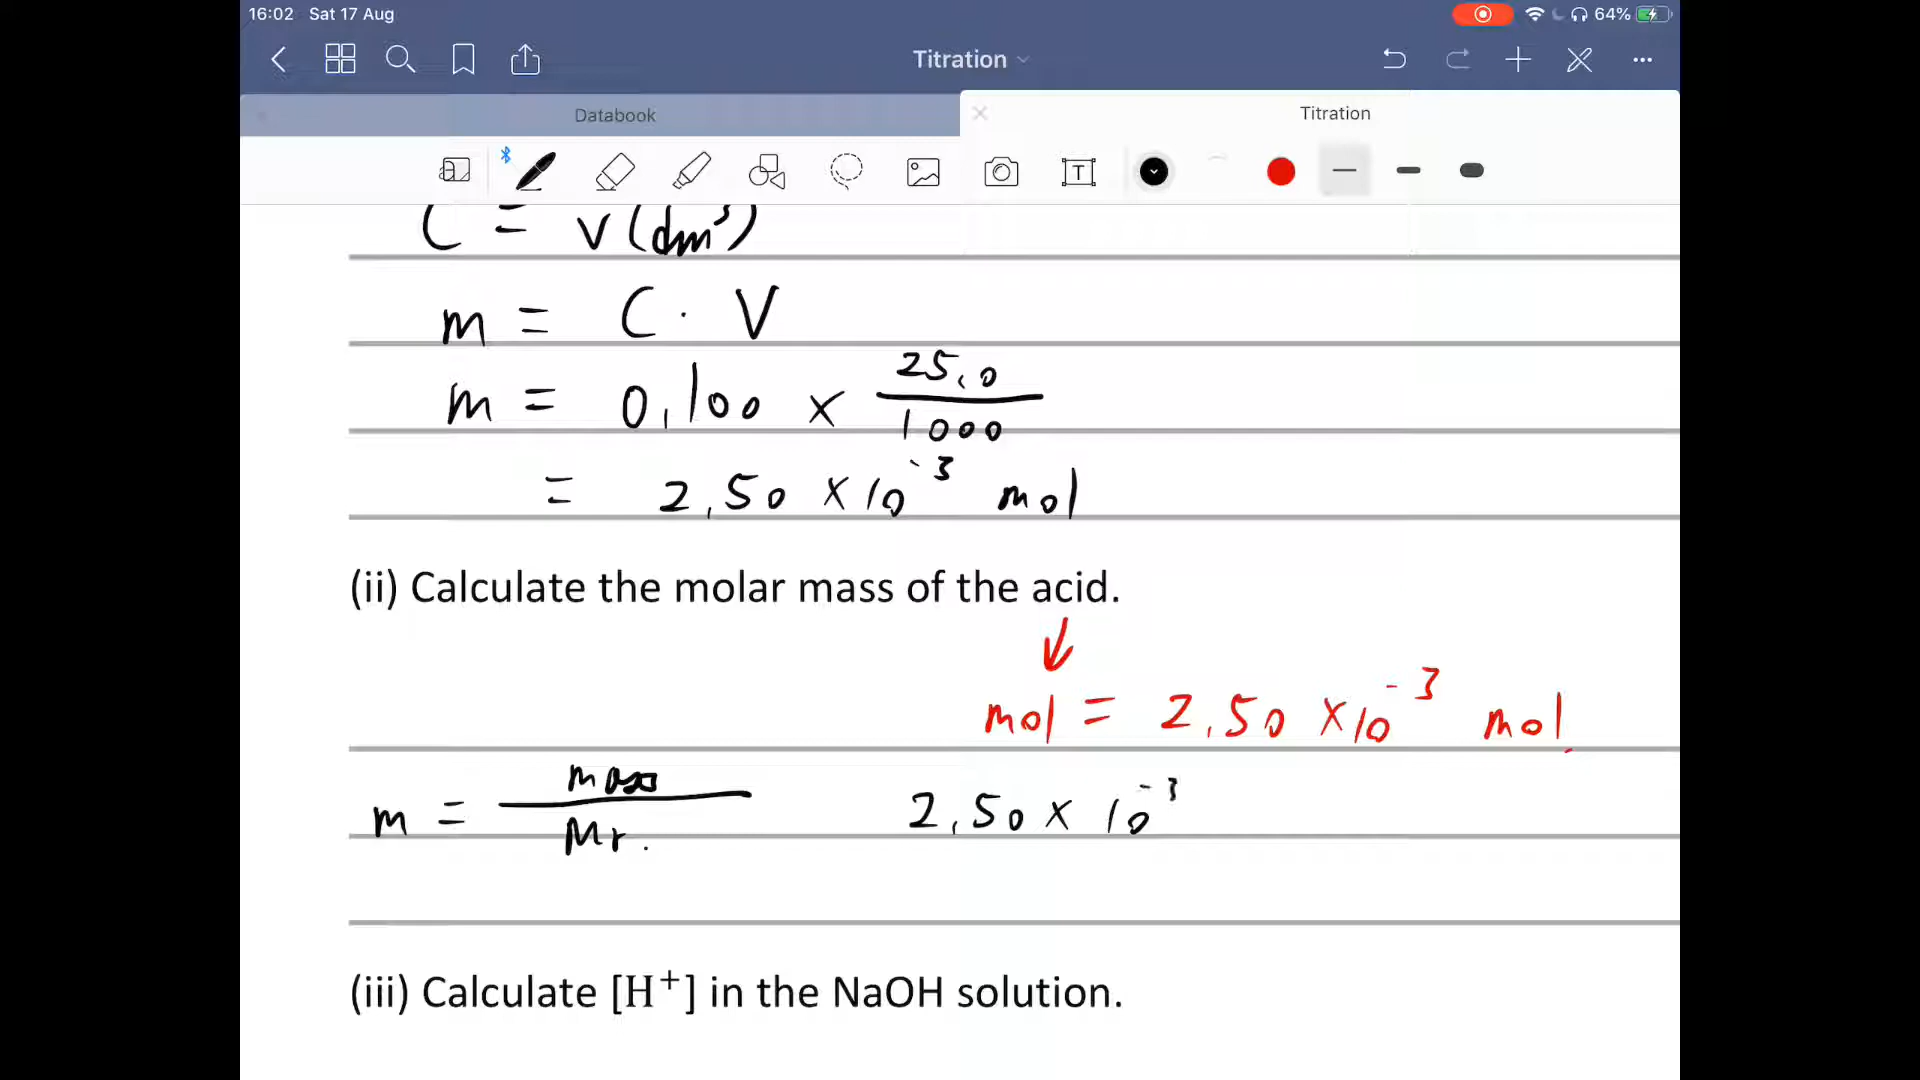 16:02 Sat 17 Aug 64%
Titration
Databook Titration
T
C = V(dm³)
m = C · V
m = 0.100 × 25.0 / 1000
= 2.50 × 10⁻³ mol
(ii) Calculate the molar mass of the acid.
mol = 2.50 × 10⁻³ mol.
m = mass / Mr. 2.50 × 10⁻³
(iii) Calculate [H⁺] in the NaOH solution.